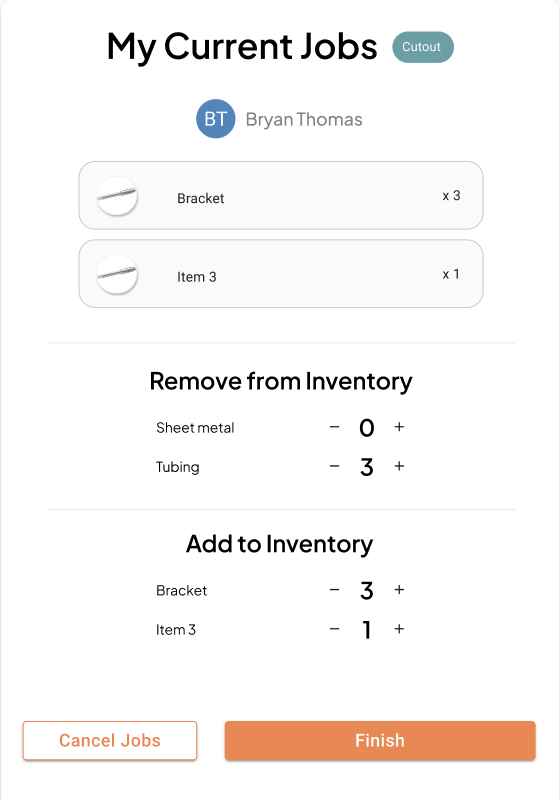 My Current Jobs Cutout
BT Bryan Thomas
Bracket x 3
Item 3 x 1
Remove from Inventory
Sheet metal − 0 +
Tubing − 3 +
Add to Inventory
Bracket − 3 +
Item 3 − 1 +
Cancel Jobs Finish